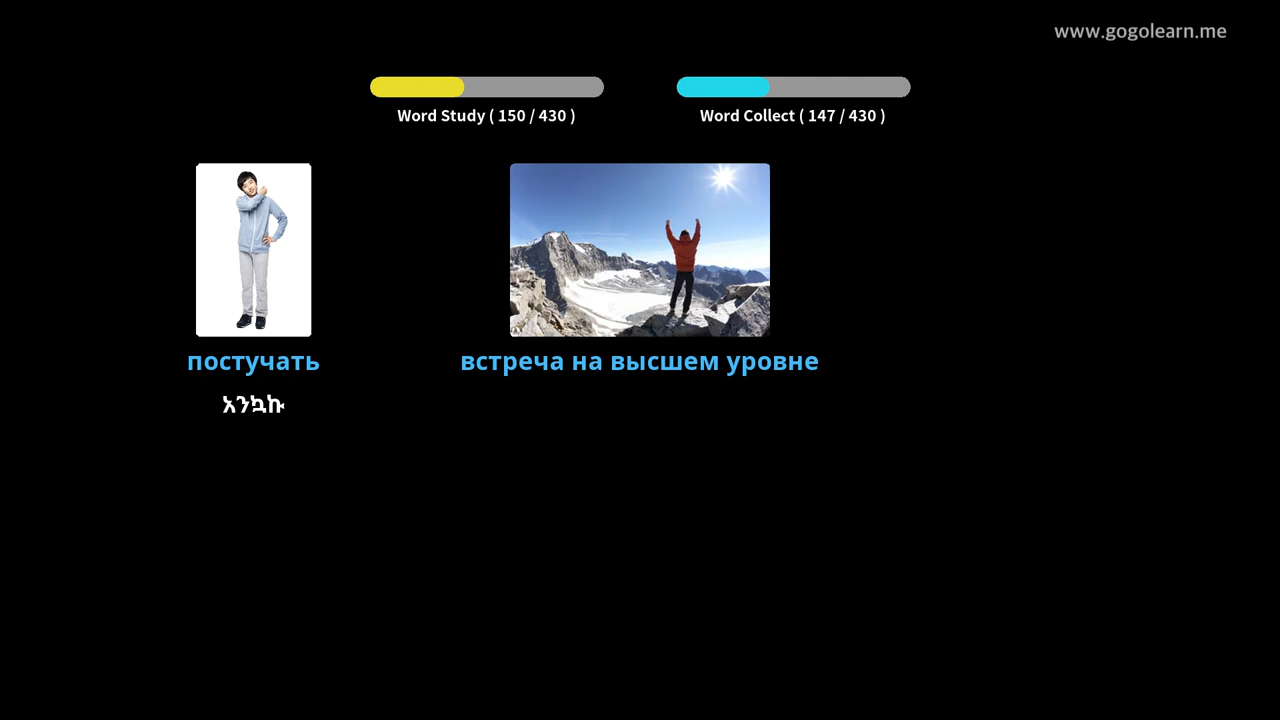 www.gogolearn.me
Word Study ( 150 / 430 )
Word Collect ( 147 / 430 )
постучать
встреча на высшем уровне
አንኳኩ